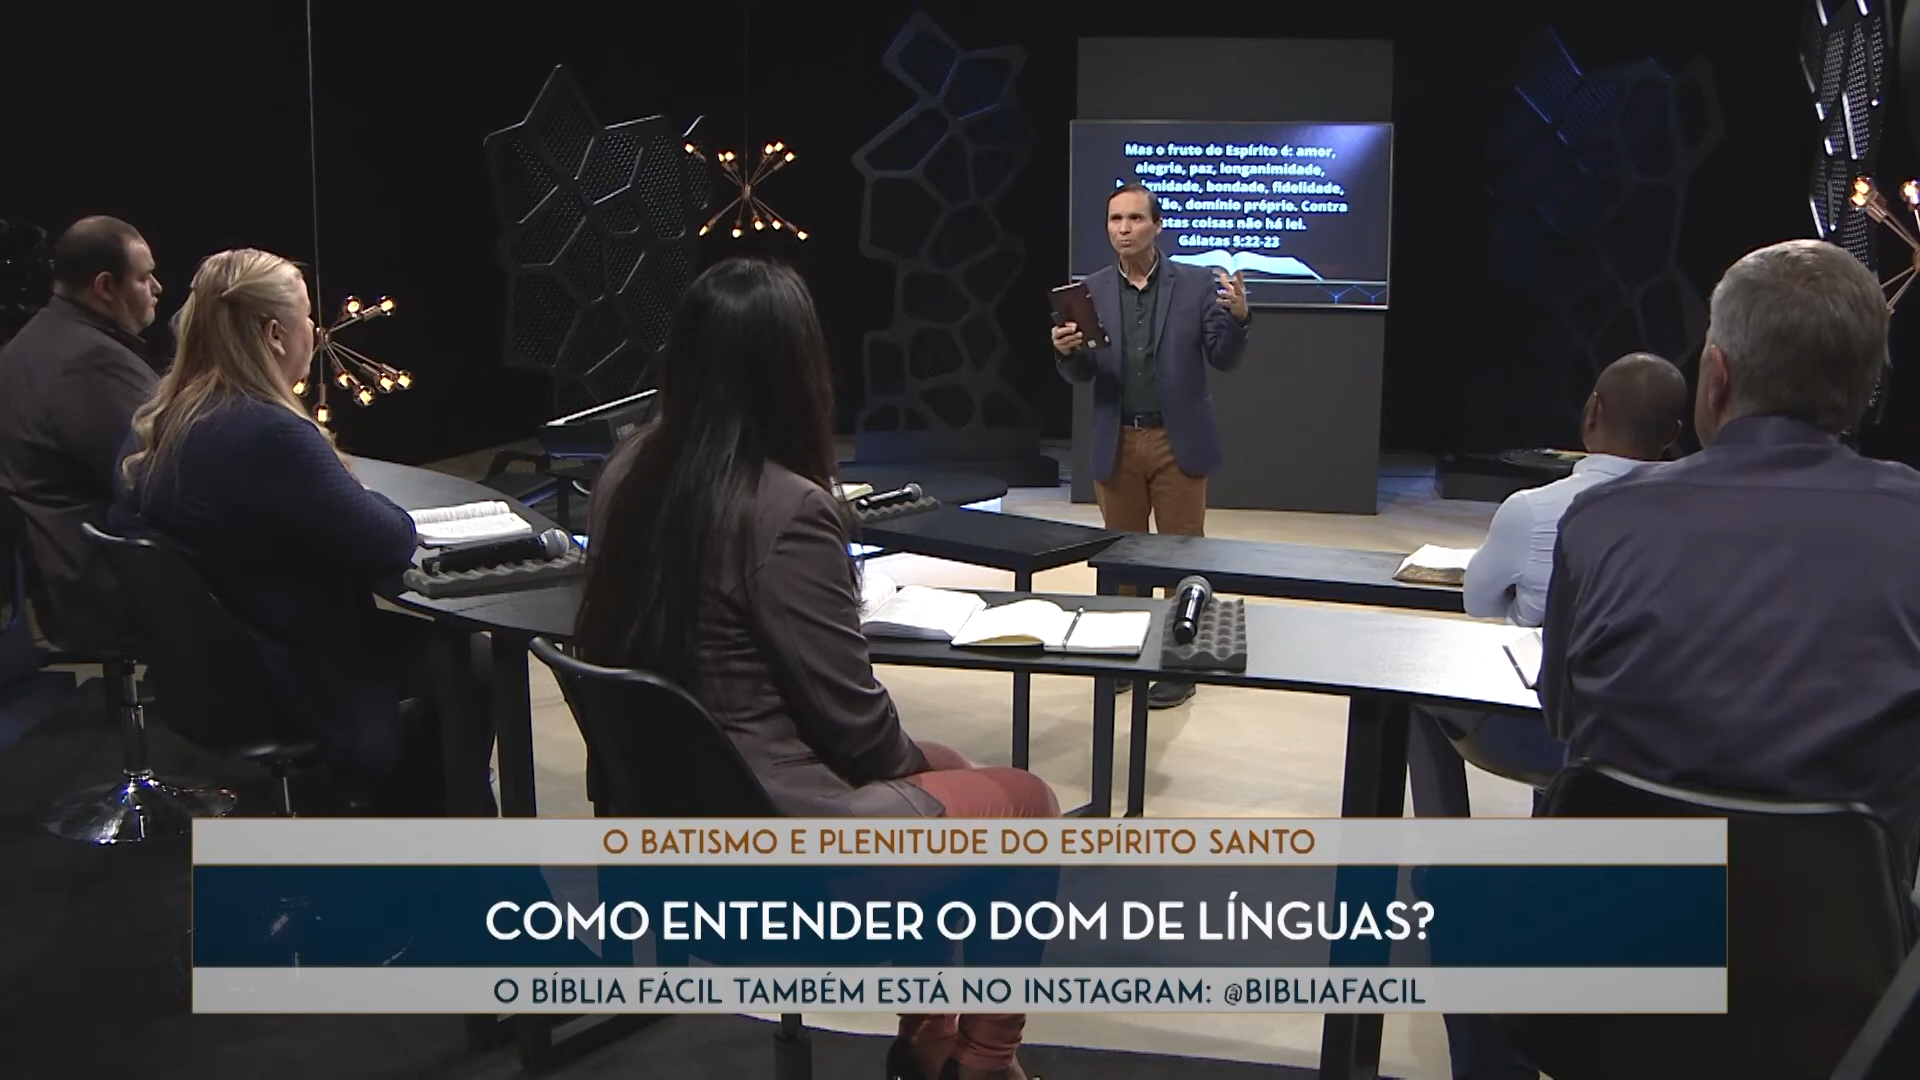 Mas o fruto do Espírito é: amor,
alegria, paz, longanimidade,
bondade, fidelidade,
domínio próprio. Contra
coisas não há lei.
Gálatas 5:22-23
O BATISMO E PLENITUDE DO ESPÍRITO SANTO
COMO ENTENDER O DOM DE LÍNGUAS?
O BÍBLIA FÁCIL TAMBÉM ESTÁ NO INSTAGRAM: @BIBLIAFACIL